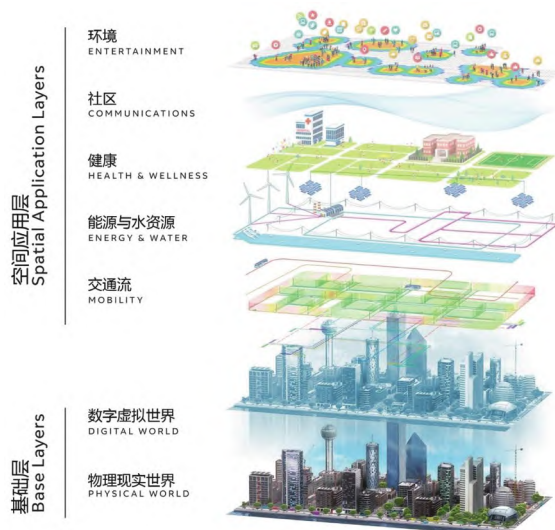 空间应用层
Spatial Application Layers
环境
ENTERTAINMENT
社区
COMMUNICATIONS
健康
HEALTH & WELLNESS
能源与水资源
ENERGY & WATER
交通流
MOBILITY
基础层
Base Layers
数字虚拟世界
DIGITAL WORLD
物理现实世界
PHYSICAL WORLD